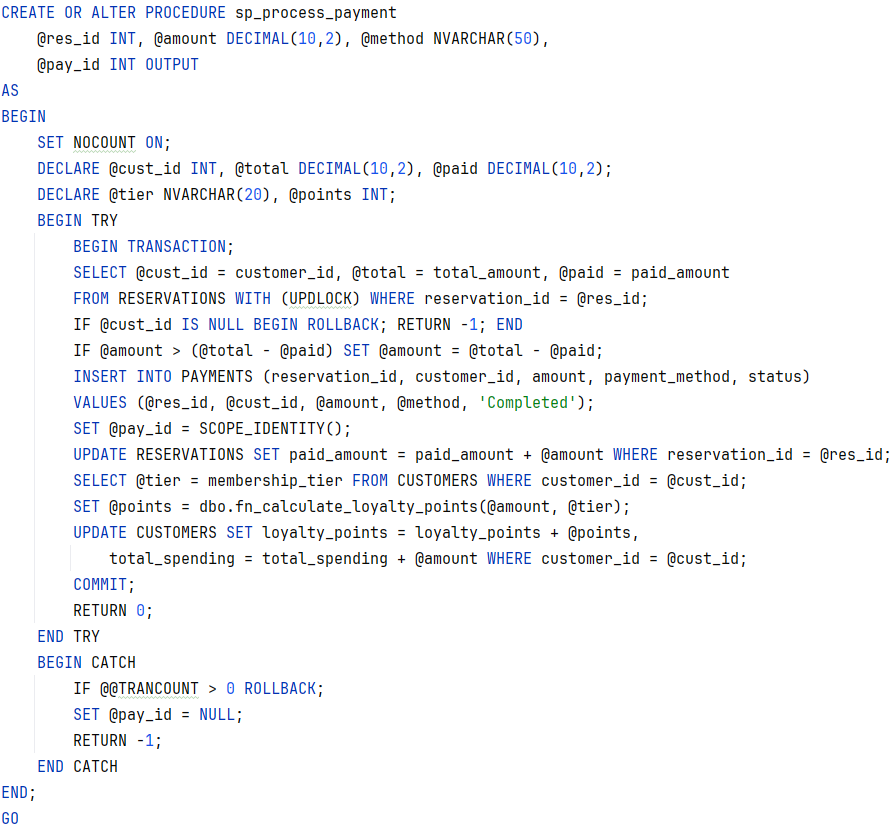 CREATE OR ALTER PROCEDURE sp_process_payment
    @res_id INT, @amount DECIMAL(10,2), @method NVARCHAR(50),
    @pay_id INT OUTPUT
AS
BEGIN
    SET NOCOUNT ON;
    DECLARE @cust_id INT, @total DECIMAL(10,2), @paid DECIMAL(10,2);
    DECLARE @tier NVARCHAR(20), @points INT;
    BEGIN TRY
        BEGIN TRANSACTION;
        SELECT @cust_id = customer_id, @total = total_amount, @paid = paid_amount
        FROM RESERVATIONS WITH (UPDLOCK) WHERE reservation_id = @res_id;
        IF @cust_id IS NULL BEGIN ROLLBACK; RETURN -1; END
        IF @amount > (@total - @paid) SET @amount = @total - @paid;
        INSERT INTO PAYMENTS (reservation_id, customer_id, amount, payment_method, status)
        VALUES (@res_id, @cust_id, @amount, @method, 'Completed');
        SET @pay_id = SCOPE_IDENTITY();
        UPDATE RESERVATIONS SET paid_amount = paid_amount + @amount WHERE reservation_id = @res_id;
        SELECT @tier = membership_tier FROM CUSTOMERS WHERE customer_id = @cust_id;
        SET @points = dbo.fn_calculate_loyalty_points(@amount, @tier);
        UPDATE CUSTOMERS SET loyalty_points = loyalty_points + @points,
            total_spending = total_spending + @amount WHERE customer_id = @cust_id;
        COMMIT;
        RETURN 0;
    END TRY
    BEGIN CATCH
        IF @@TRANCOUNT > 0 ROLLBACK;
        SET @pay_id = NULL;
        RETURN -1;
    END CATCH
END;
GO